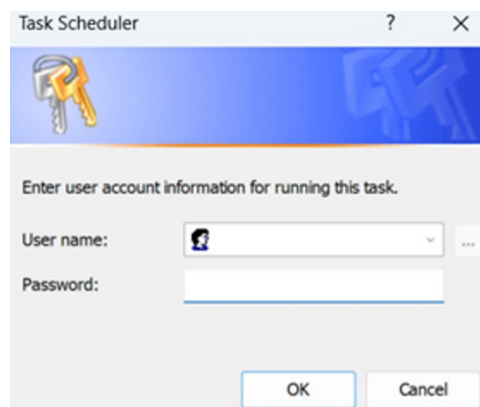 Task Scheduler ?
Enter user account information for running this task.
User name:
...
Password:
OK Cancel